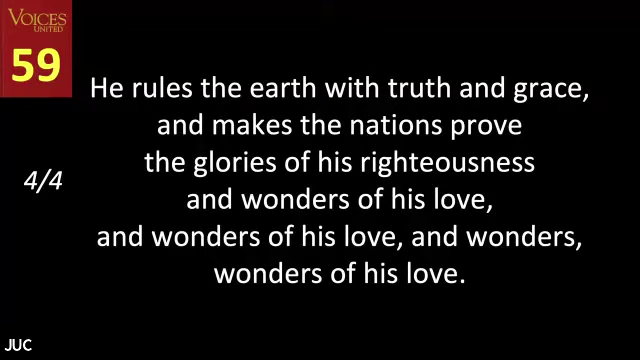 VOICES
UNITED
59
He rules the earth with truth and grace,
and makes the nations prove
the glories of his righteousness
4/4
and wonders of his love,
and wonders of his love, and wonders,
wonders of his love.
JUC